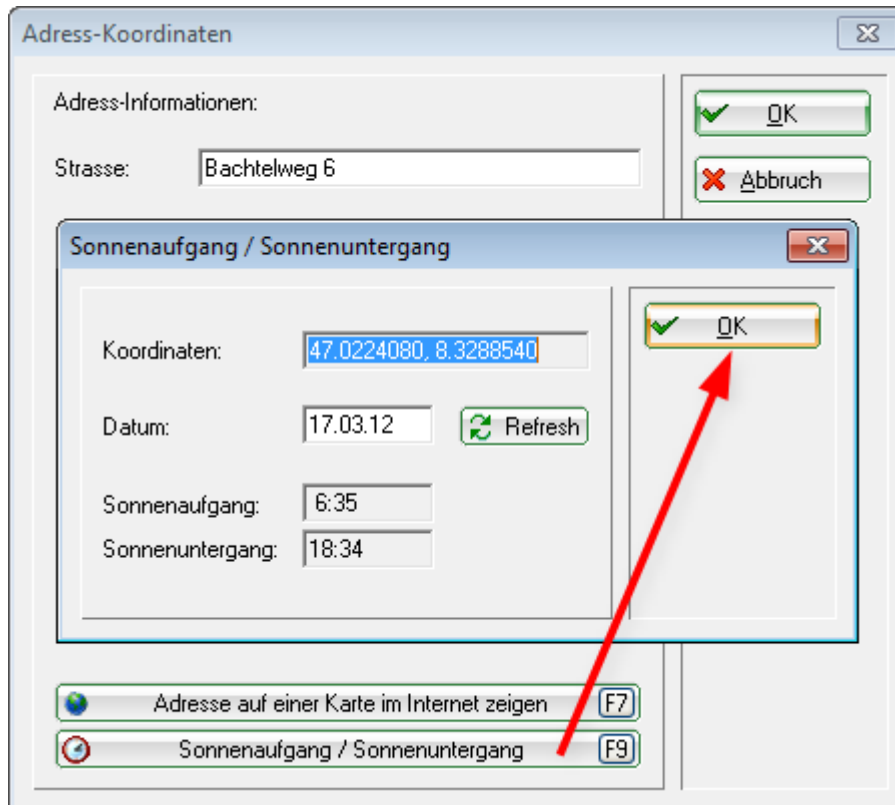 Adress-Koordinaten
Adress-Informationen:
OK
Strasse: Bachtelweg 6
Abbruch
Sonnenaufgang / Sonnenuntergang
OK
Koordinaten: 47.0224080, 8.3288540
Datum: 17.03.12 Refresh
Sonnenaufgang: 6:35
Sonnenuntergang: 18:34
Adresse auf einer Karte im Internet zeigen F7
Sonnenaufgang / Sonnenuntergang F9